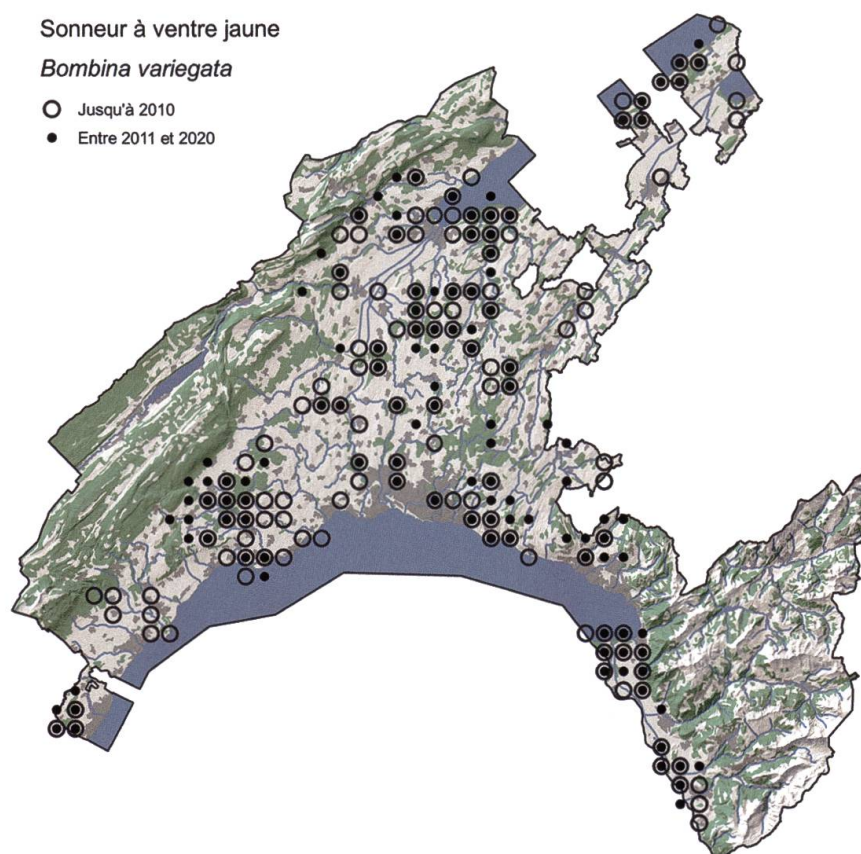 Sonneur à ventre jaune
Bombina variegata
Jusqu'à 2010
Entre 2011 et 2020